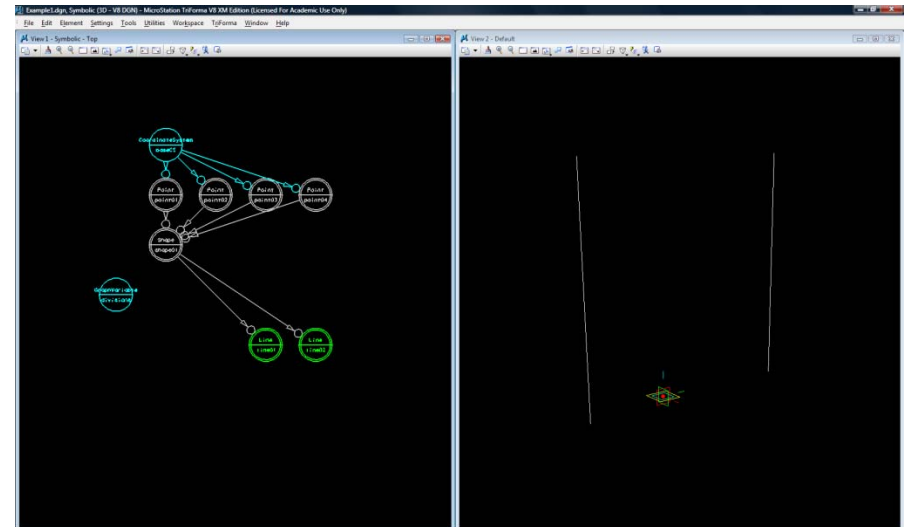 Example1.dgn, Symbolic (3D - V8 DGN) - MicroStation TriForma V8 XM Edition (Licensed For Academic Use Only)
File Edit Element Settings Tools Utilities Workspace TriForma Window Help
View 1 - Symbolic - Top
View 2 - Default
CoordinateSystem
baseCS
Point Point Point Point
point01 point02 point03 point04
Shape
shape01
GraphVariable
Line Line
line01 line02